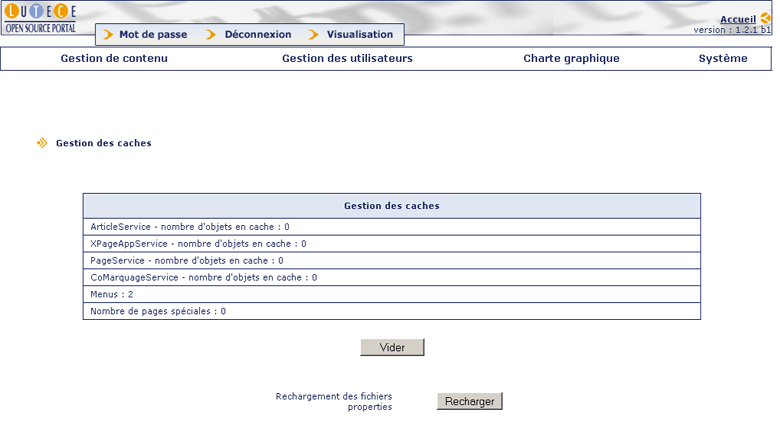 LUTECE
OPEN SOURCE PORTAL
Mot de passe
Déconnexion
Visualisation
Accueil
version : 1.2.1 b1
Gestion de contenu
Gestion des utilisateurs
Charte graphique
Système
Gestion des caches
Gestion des caches
ArticleService - nombre d'objets en cache : 0
XPageAppService - nombre d'objets en cache : 0
PageService - nombre d'objets en cache : 0
CoMarquageService - nombre d'objets en cache : 0
Menus : 2
Nombre de pages spéciales : 0
Vider
Rechargement des fichiers
properties
Recharger